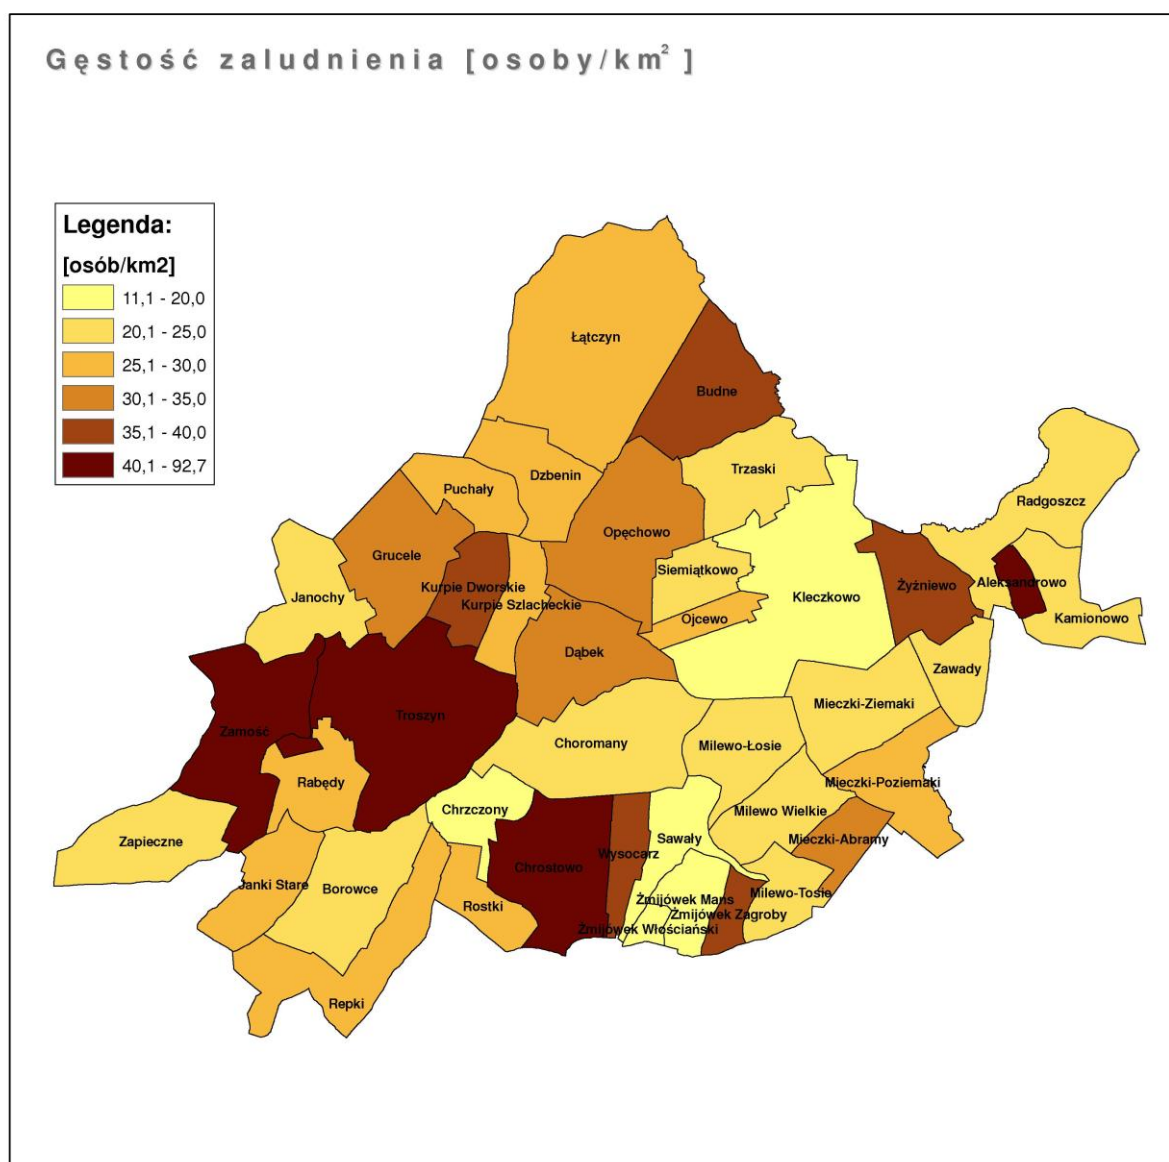 Gęstość zaludnienia [osoby/km² ]
Legenda:
[osób/km2]
11,1 - 20,0
20,1 - 25,0
25,1 - 30,0
30,1 - 35,0
35,1 - 40,0
40,1 - 92,7
Łątczyn
Budne
Trzaski
Dzbenin
Puchały
Radgoszcz
Opęchowo
Grucele
Siemiątkowo
Kurpie Dworskie
Aleksandrowo
Żyżniewo
Janochy
Kleczkowo
Kurpie Szlacheckie
Ojcewo
Kamionowo
Dąbek
Zawady
Mieczki-Ziemaki
Troszyn
Zamość
Choromany
Milewo-Łosie
Rabędy
Mieczki-Poziemaki
Chrzczony
Milewo Wielkie
Zapieczne
Sawały
Mieczki-Abramy
Wysocarz
Chrostowo
Janki Stare
Borowce
Milewo-Tosie
Żmijówek Mans
Rostki
Żmijówek Zagroby
Żmijówek Włościański
Repki